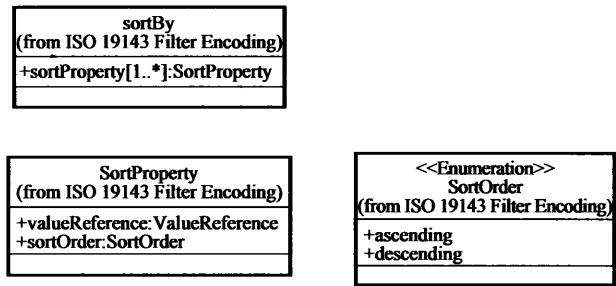 sortBy
(from ISO 19143 Filter Encoding)
+sortProperty[1..*]:SortProperty
SortProperty
(from ISO 19143 Filter Encoding)
+valueReference:ValueReference
+sortOrder:SortOrder
<<Enumeration>>
SortOrder
(from ISO 19143 Filter Encoding)
+ascending
+descending